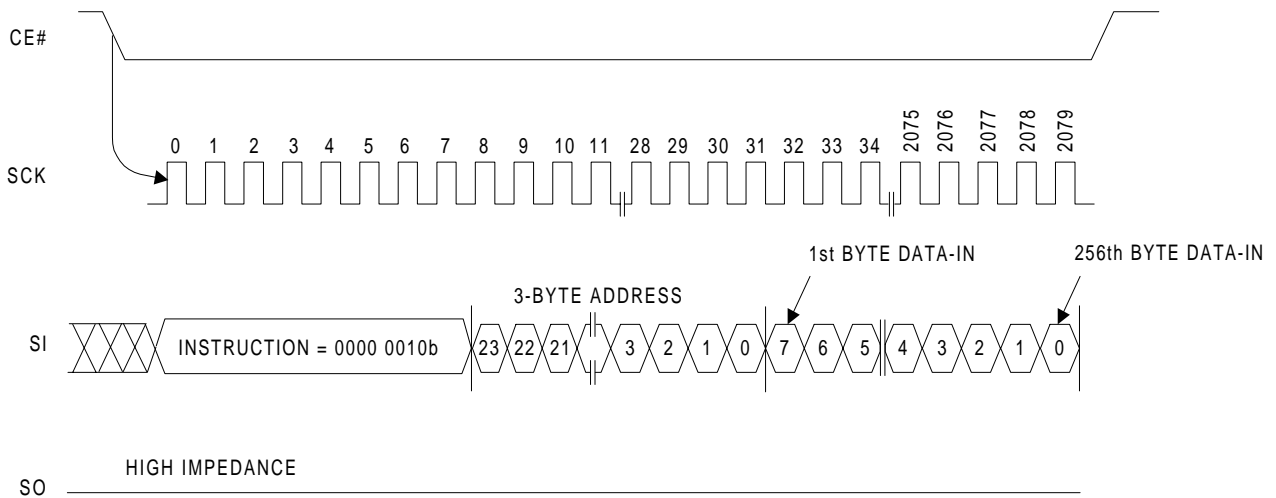 CE#
0 1 2 3 4 5 6 7 8 9 10 11 28 29 30 31 32 33 34 2075 2076 2077 2078 2079
SCK
1st BYTE DATA-IN 256th BYTE DATA-IN
3-BYTE ADDRESS
SI INSTRUCTION = 0000 0010b 23 22 21 3 2 1 0 7 6 5 4 3 2 1 0
HIGH IMPEDANCE
SO